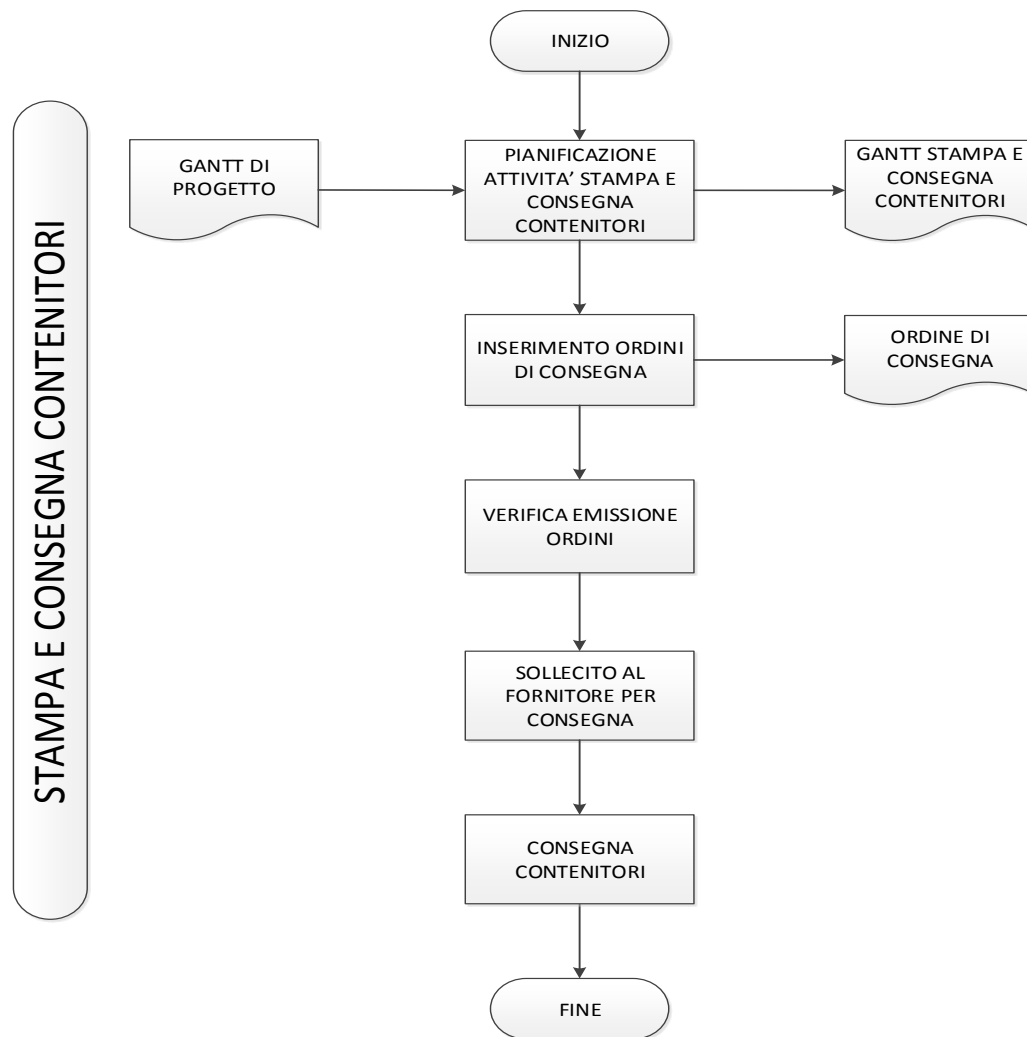 STAMPA E CONSEGNA CONTENITORI
INIZIO
GANTT DI
PROGETTO
PIANIFICAZIONE
ATTIVITA’ STAMPA E
CONSEGNA
CONTENITORI
GANTT STAMPA E
CONSEGNA
CONTENITORI
INSERIMENTO ORDINI
DI CONSEGNA
ORDINE DI
CONSEGNA
VERIFICA EMISSIONE
ORDINI
SOLLECITO AL
FORNITORE PER
CONSEGNA
CONSEGNA
CONTENITORI
FINE